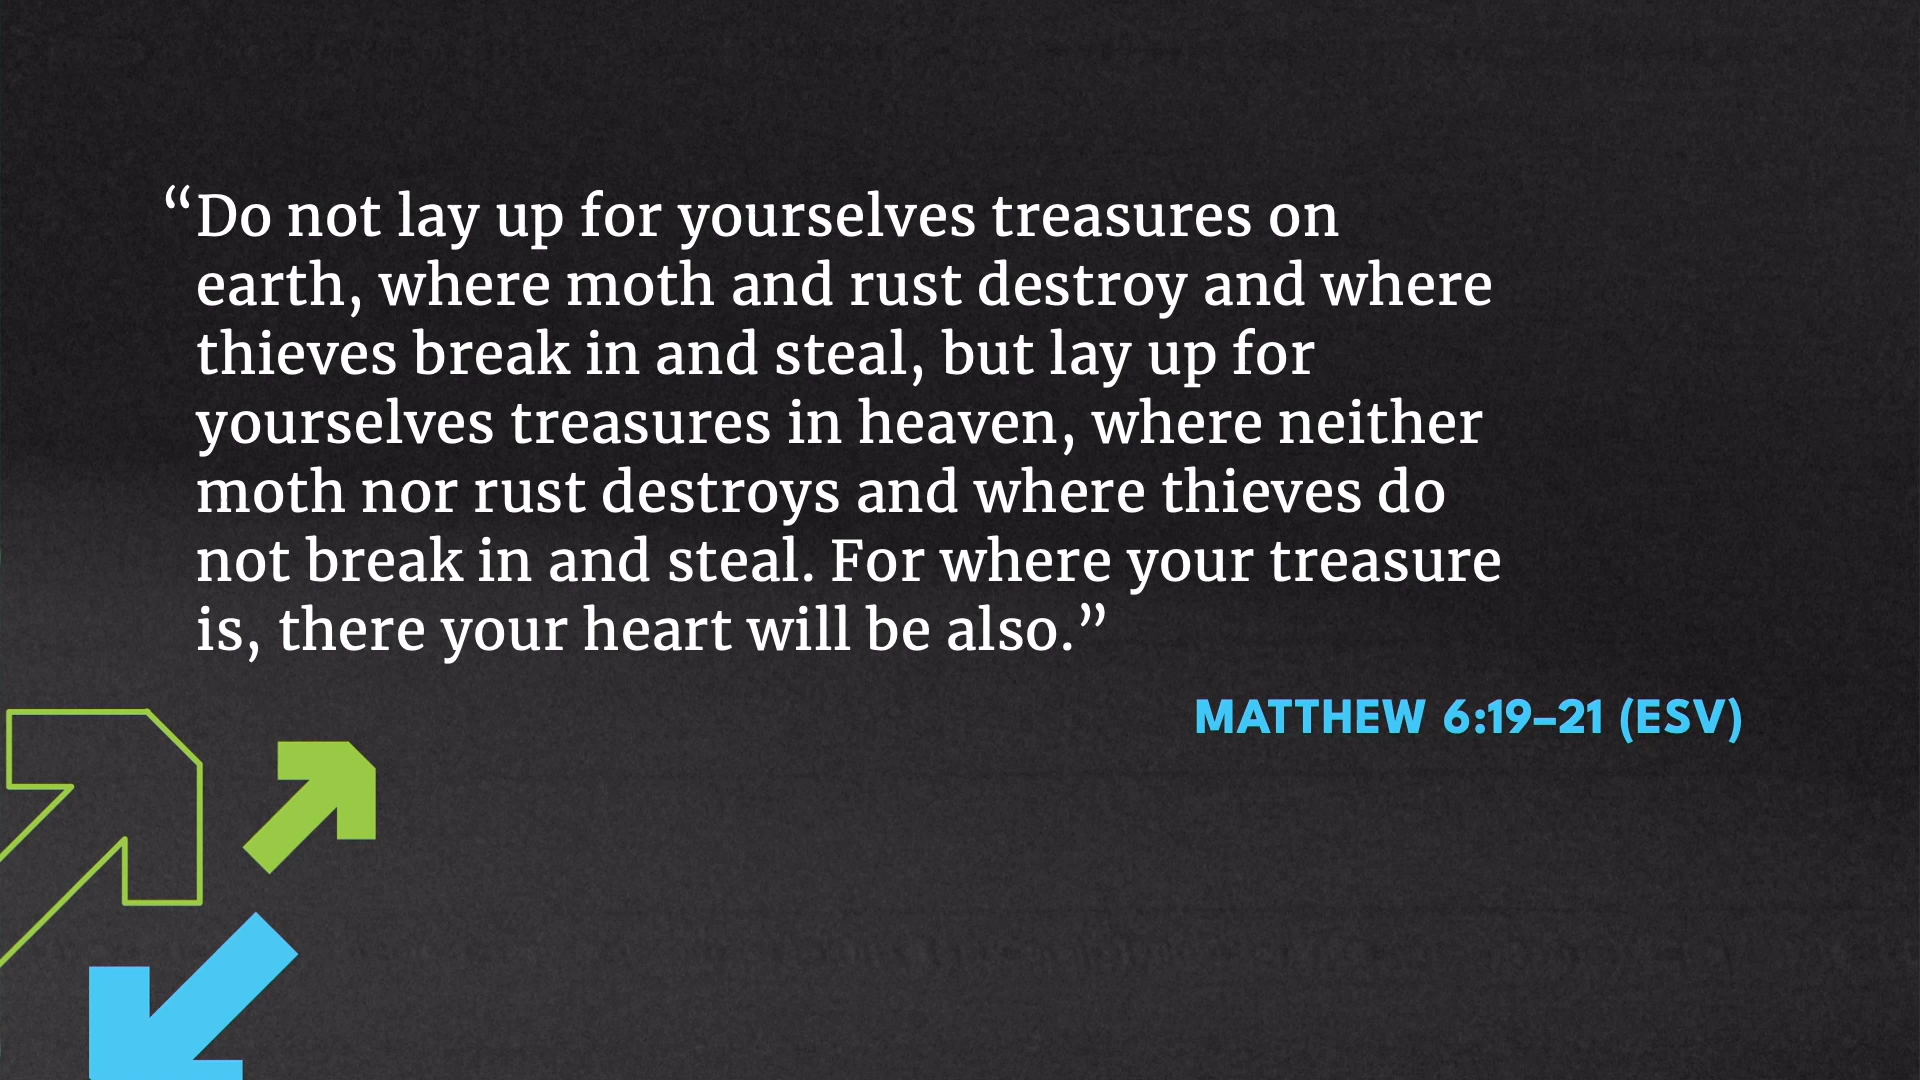 “Do not lay up for yourselves treasures on
earth, where moth and rust destroy and where
thieves break in and steal, but lay up for
yourselves treasures in heaven, where neither
moth nor rust destroys and where thieves do
not break in and steal. For where your treasure
is, there your heart will be also.”
MATTHEW 6:19–21 (ESV)